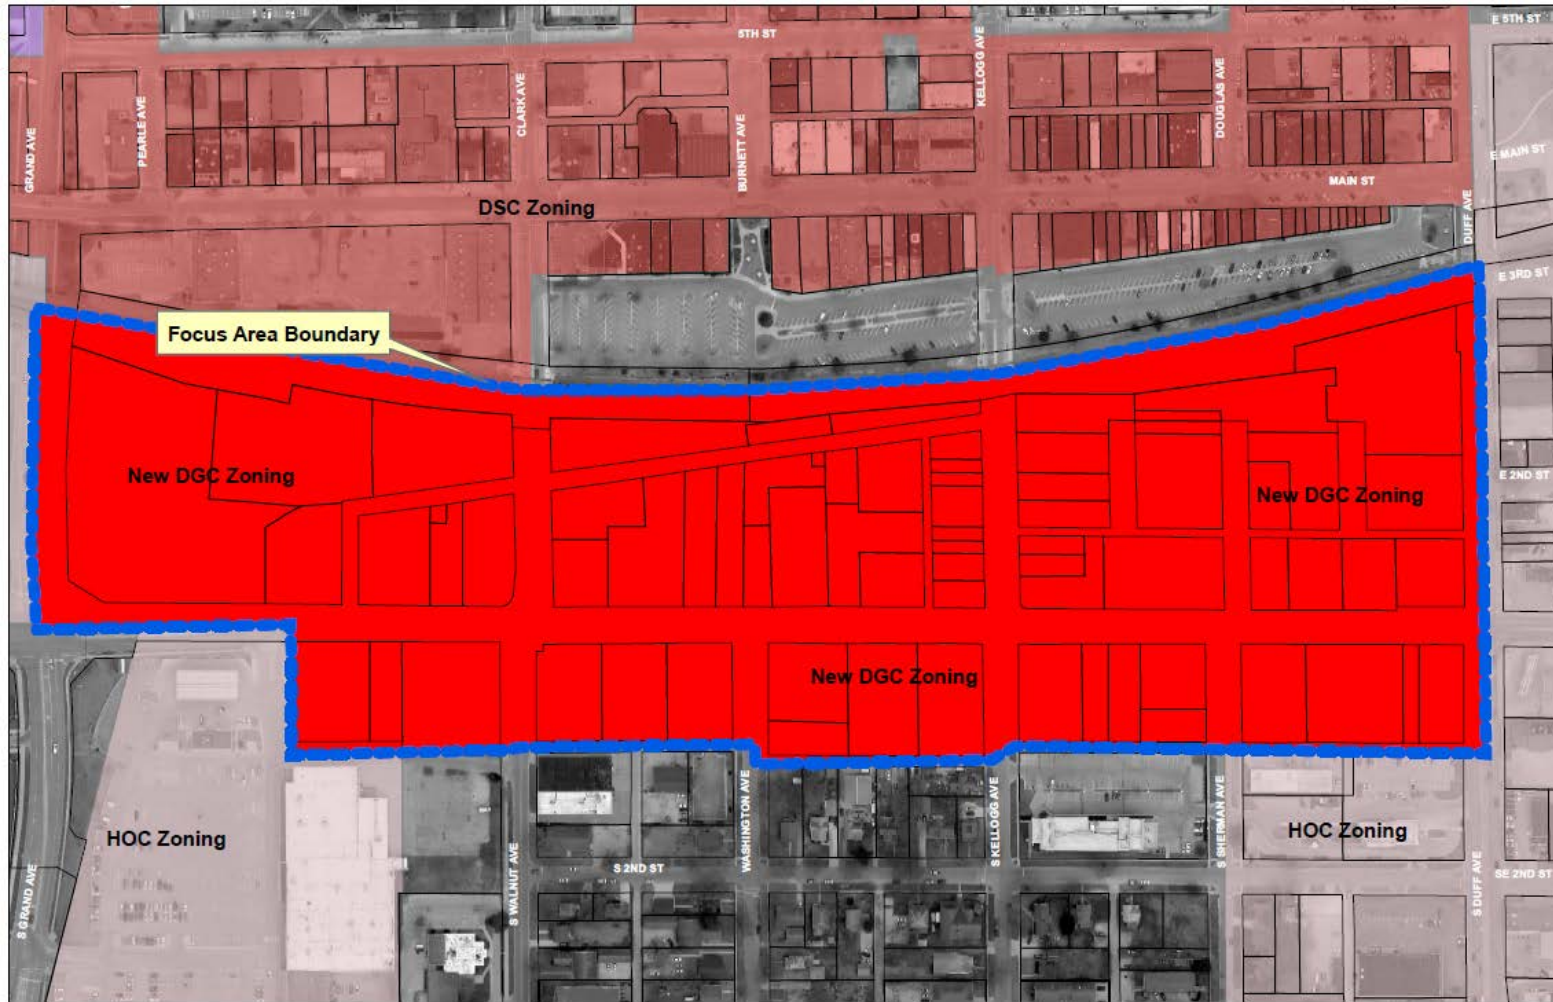 5TH ST
E 5TH ST
GRAND AVE
PEARLE AVE
CLARK AVE
BURNETT AVE
KELLOGG AVE
DOUGLAS AVE
DUFF AVE
E MAIN ST
MAIN ST
DSC Zoning
E 3RD ST
Focus Area Boundary
New DGC Zoning
New DGC Zoning
E 2ND ST
New DGC Zoning
HOC Zoning
HOC Zoning
S GRAND AVE
S WALNUT AVE
S 2ND ST
WASHINGTON AVE
S KELLOGG AVE
S SHERMAN AVE
S DUFF AVE
SE 2ND ST